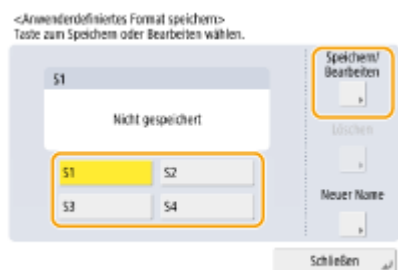 <Anwenderdefiniertes Format speichern>
Taste zum Speichern oder Bearbeiten wählen.
Speichern/
Bearbeiten
S1
Nicht gespeichert
Löschen
S1
S2
Neuer Name
S3
S4
Schließen